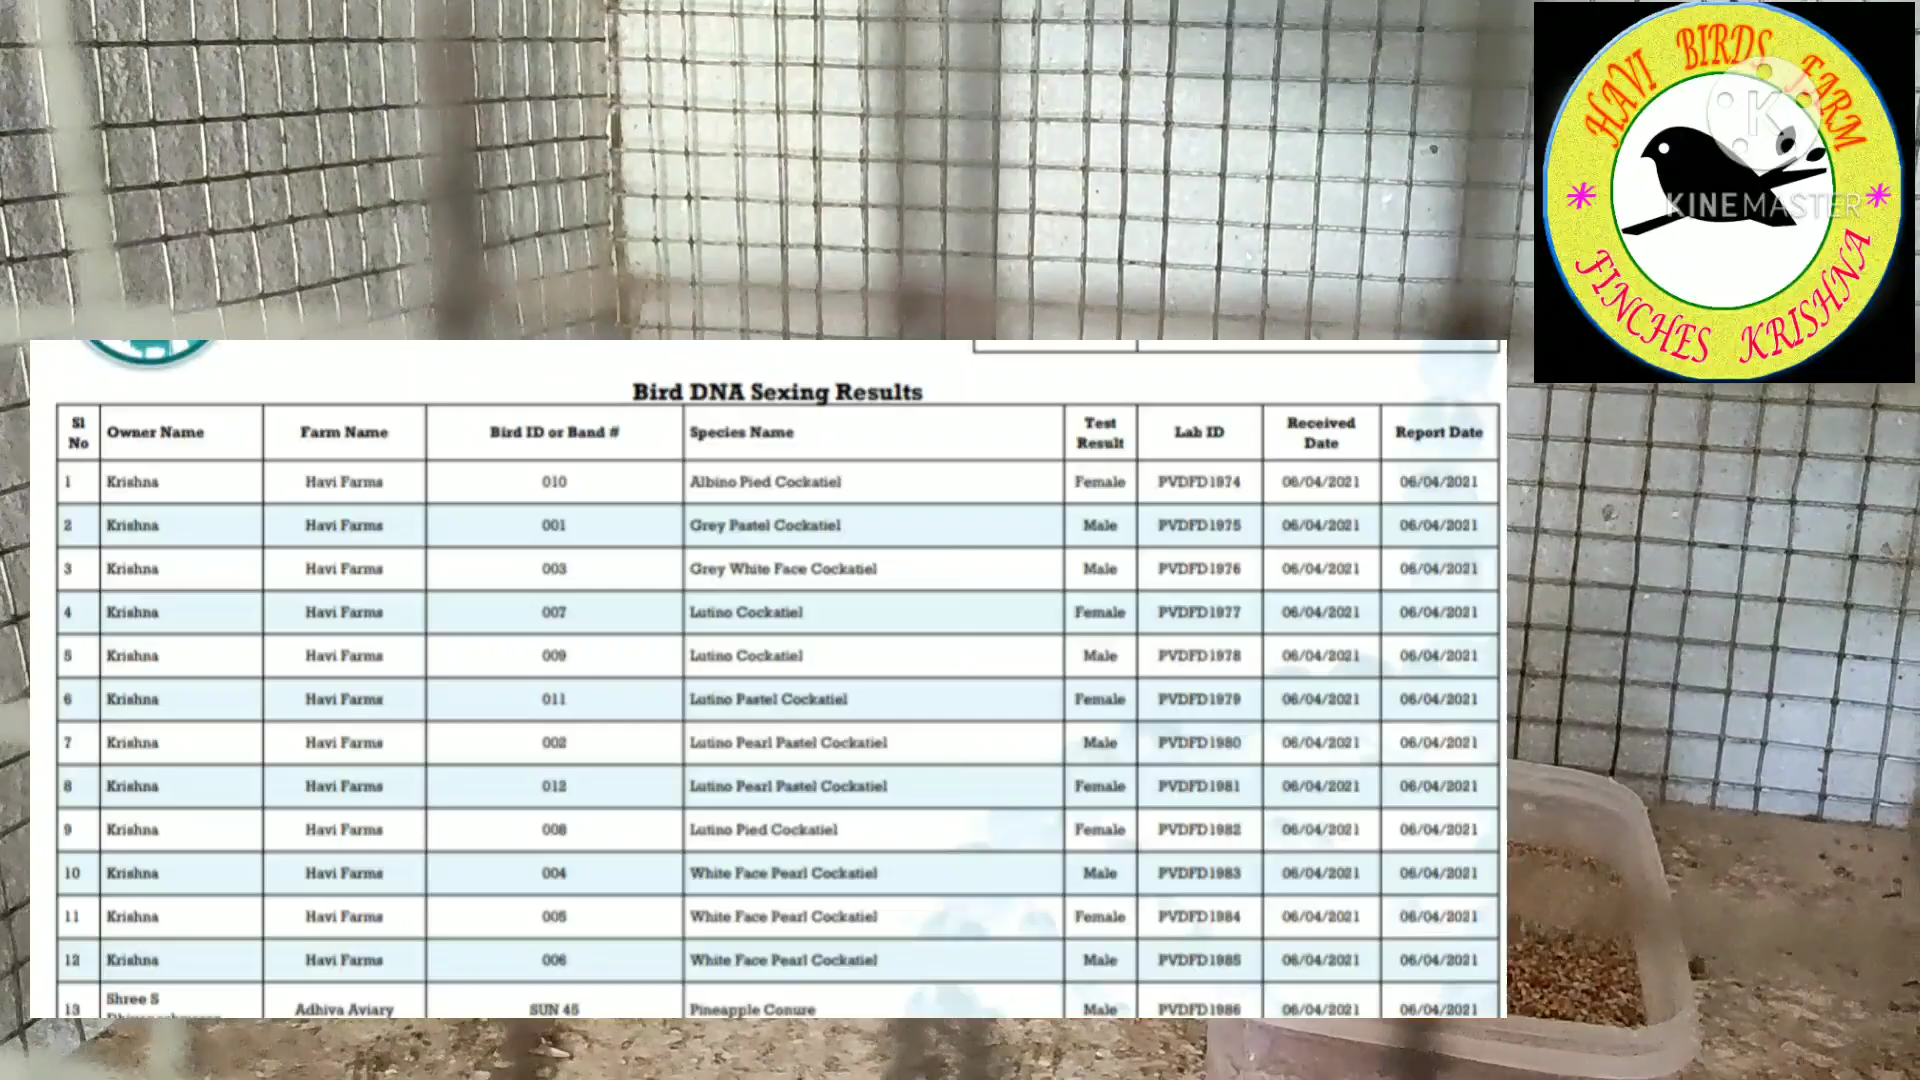 HAVI BIRDS FARM
KINEMASTER
FINCHES KRISHNA
Bird DNA Sexing Results
Sl No Owner Name Farm Name Bird ID or Band # Species Name Test Result Lab ID Received Date Report Date
1 Krishna Havi Farms 010 Albino Pied Cockatiel Female PVDFD1974 06/04/2021 06/04/2021
2 Krishna Havi Farms 001 Grey Pastel Cockatiel Male PVDFD1975 06/04/2021 06/04/2021
3 Krishna Havi Farms 003 Grey White Face Cockatiel Male PVDFD1976 06/04/2021 06/04/2021
4 Krishna Havi Farms 007 Lutino Cockatiel Female PVDFD1977 06/04/2021 06/04/2021
5 Krishna Havi Farms 009 Lutino Cockatiel Male PVDFD1978 06/04/2021 06/04/2021
6 Krishna Havi Farms 011 Lutino Pastel Cockatiel Female PVDFD1979 06/04/2021 06/04/2021
7 Krishna Havi Farms 002 Lutino Pearl Pastel Cockatiel Male PVDFD1980 06/04/2021 06/04/2021
8 Krishna Havi Farms 012 Lutino Pearl Pastel Cockatiel Female PVDFD1981 06/04/2021 06/04/2021
9 Krishna Havi Farms 008 Lutino Pied Cockatiel Female PVDFD1982 06/04/2021 06/04/2021
10 Krishna Havi Farms 004 White Face Pearl Cockatiel Male PVDFD1983 06/04/2021 06/04/2021
11 Krishna Havi Farms 005 White Face Pearl Cockatiel Female PVDFD1984 06/04/2021 06/04/2021
12 Krishna Havi Farms 006 White Face Pearl Cockatiel Male PVDFD1985 06/04/2021 06/04/2021
13 Shree S Adhiva Aviary SUN 45 Pineapple Conure Male PVDFD1986 06/04/2021 06/04/2021